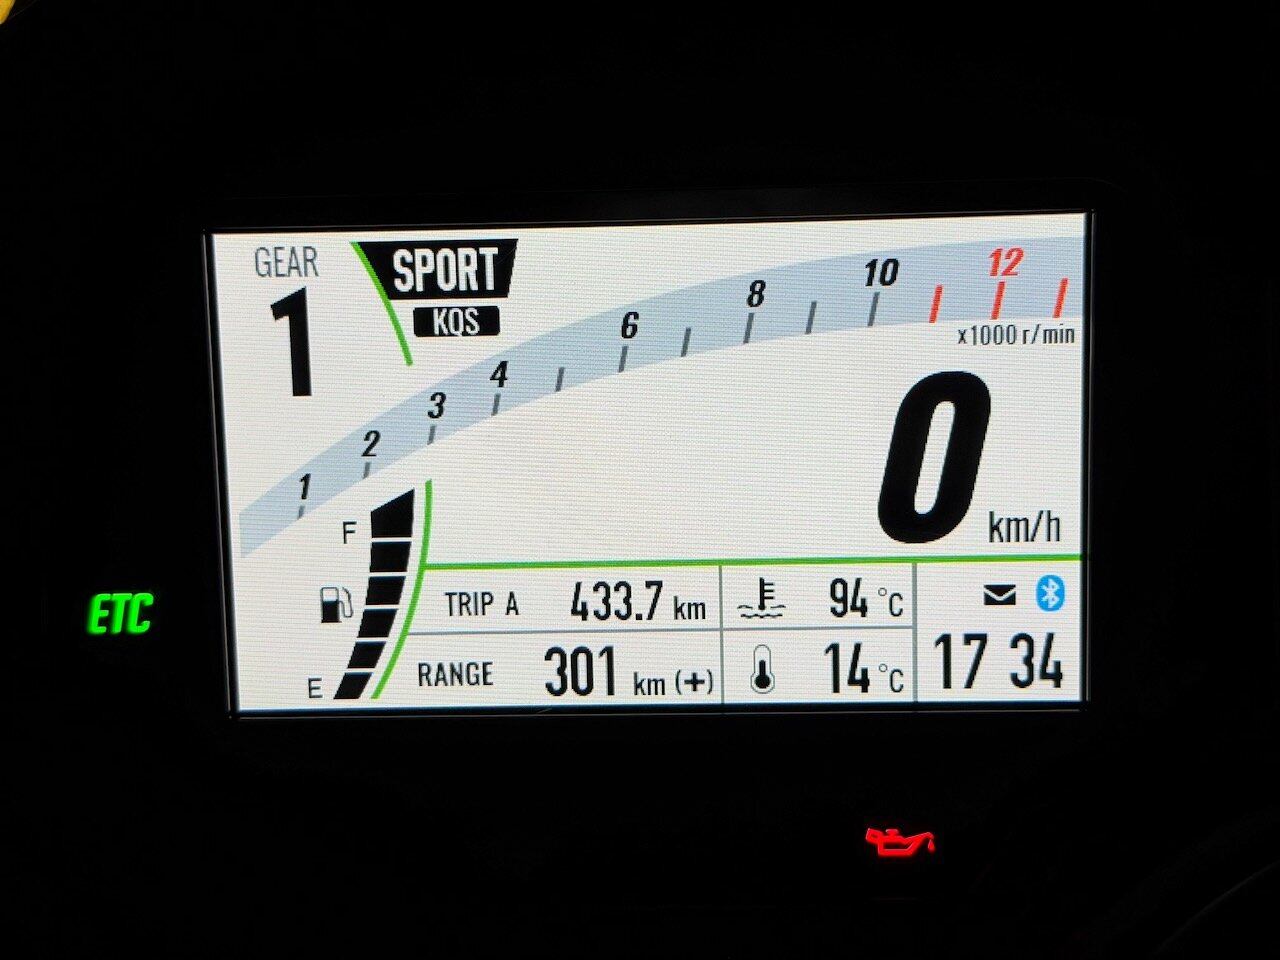 GEAR
1
SPORT
KQS
1 2 3 4 6 8 10 12
x1000 r/min
0 km/h
F
E
ETC
TRIP A 433.7 km
RANGE 301 km (+)
94 °C
14 °C
17 34